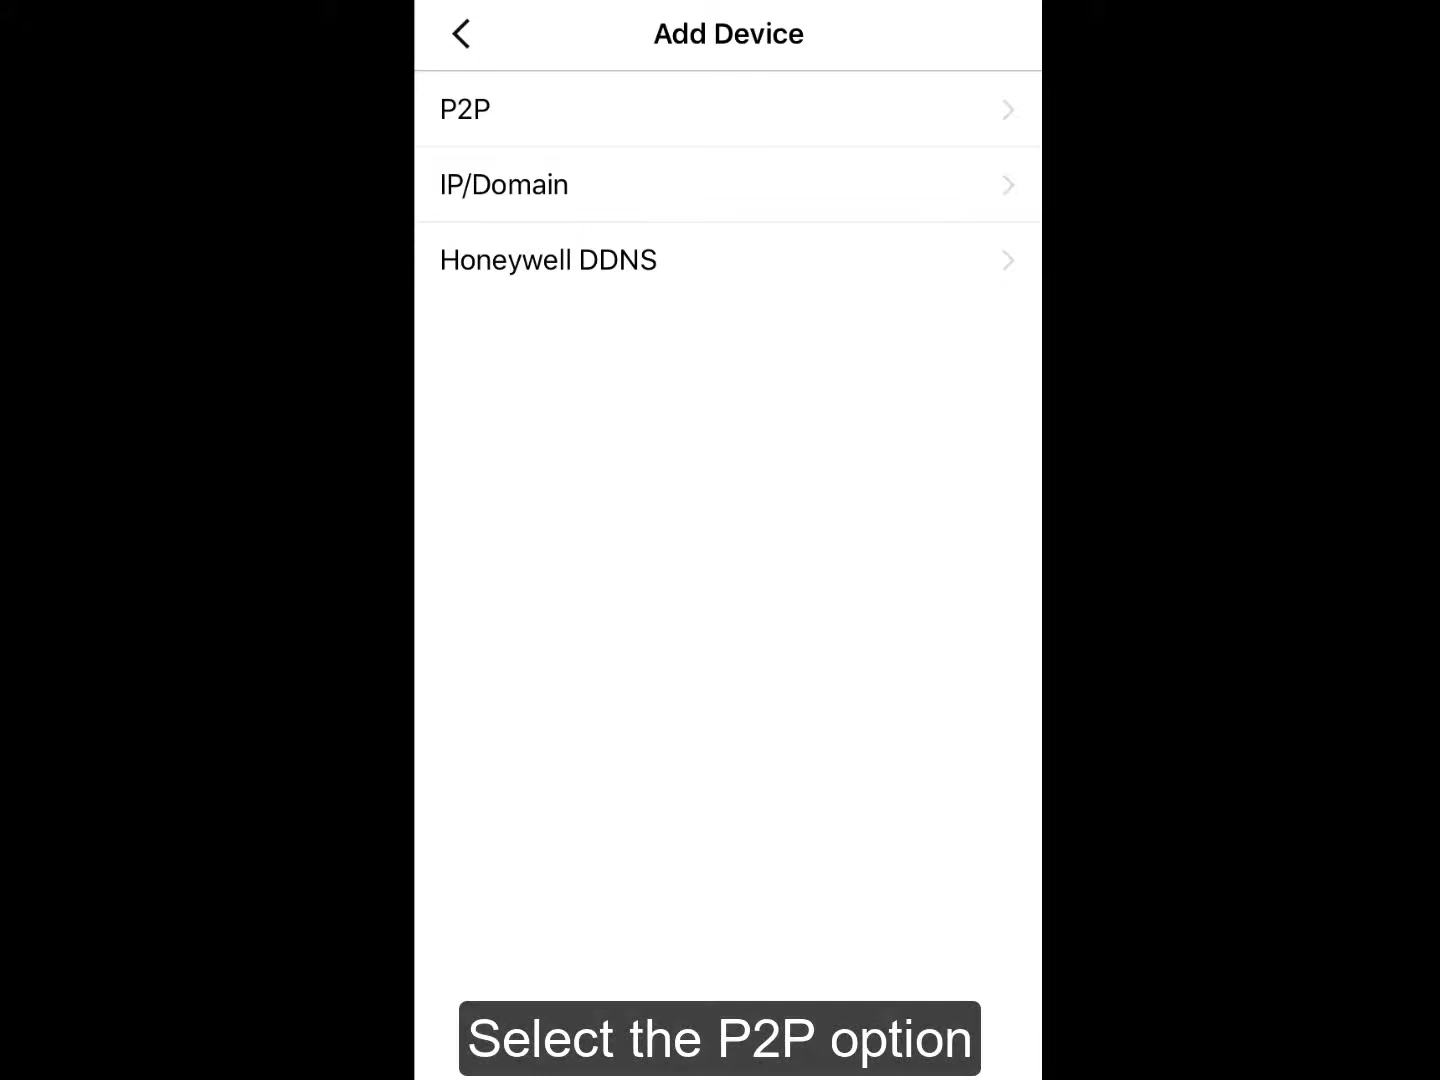 Add Device
P2P
IP/Domain
Honeywell DDNS
Select the P2P option